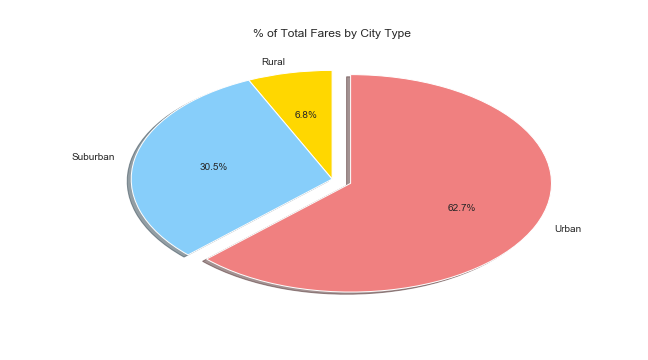 % of Total Fares by City Type
Rural
6.8%
Suburban
30.5%
62.7%
Urban